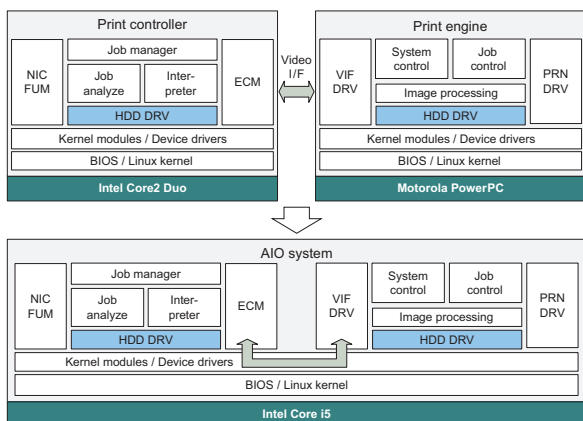 Print controller
NIC
FUM
Job manager
Job
analyze
Inter-
preter
HDD DRV
ECM
Kernel modules / Device drivers
BIOS / Linux kernel
Intel Core2 Duo
Video
I/F
Print engine
VIF
DRV
System
control
Job
control
Image processing
HDD DRV
PRN
DRV
Kernel modules / Device drivers
BIOS / Linux kernel
Motorola PowerPC
AIO system
NIC
FUM
Job manager
Job
analyze
Inter-
preter
HDD DRV
ECM
VIF
DRV
System
control
Job
control
Image processing
HDD DRV
PRN
DRV
Kernel modules / Device drivers
BIOS / Linux kernel
Intel Core i5